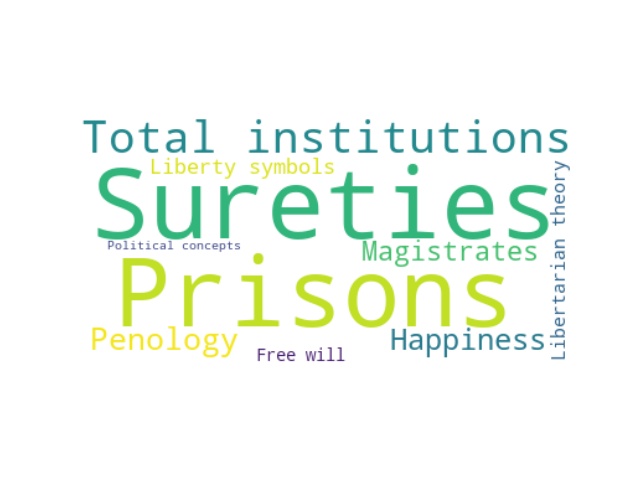 Total institutions
Liberty symbols
Sureties
Political concepts
Magistrates
Prisons
Penology
Happiness
Free will
Libertarian theory